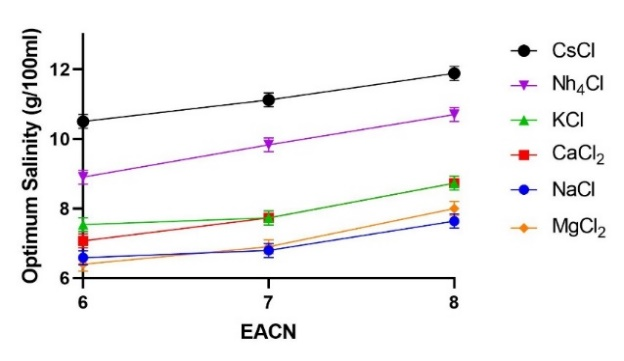 Optimum Salinity (g/100ml)
12
10
8
6
6 7 8
EACN
CsCl
Nh₄Cl
KCl
CaCl₂
NaCl
MgCl₂